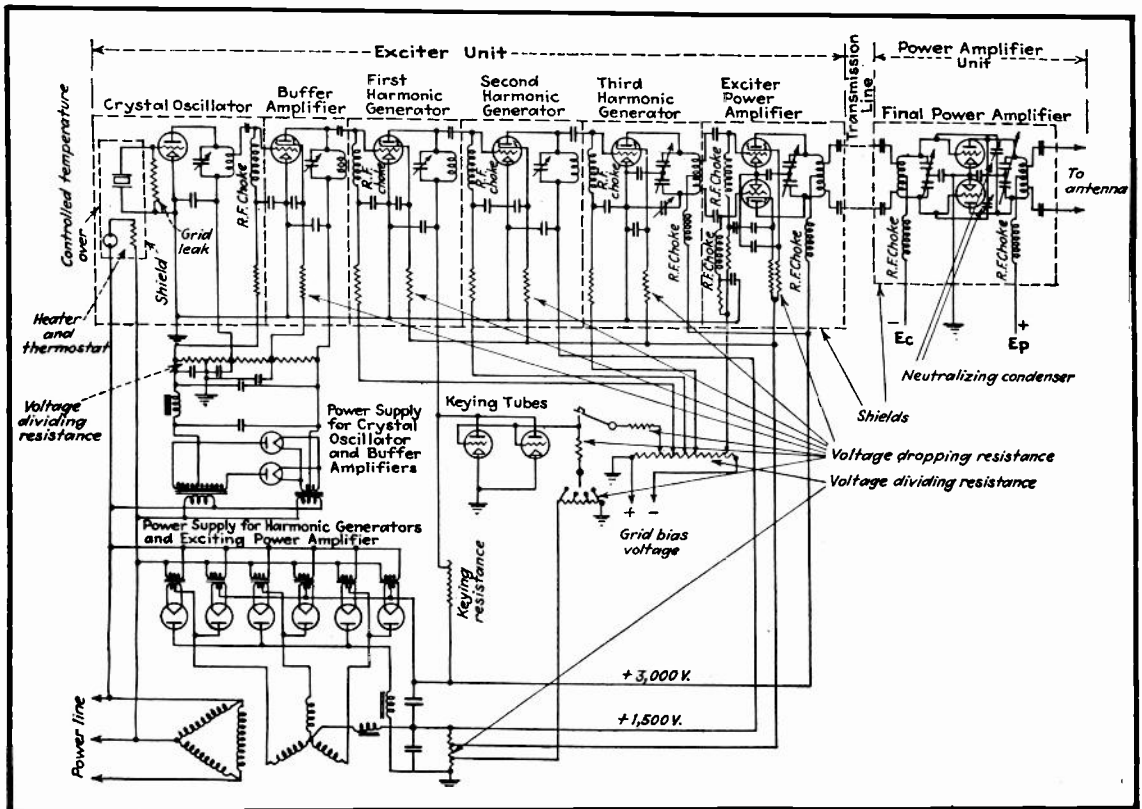 Exciter Unit
Transmission
Line
Power Amplifier
Unit
Crystal Oscillator
Buffer
Amplifier
First
Harmonic
Generator
Second
Harmonic
Generator
Third
Harmonic
Generator
Exciter
Power
Amplifier
Final Power Amplifier
Controlled temperature
over
R.F. Choke
R.F.
choke
R.F.
choke
R.F.
choke
R.F.Choke
R.F.Choke
R.F.Choke
R.F.Choke
R.F.Choke
R.F.Choke
To
antenna
Grid
leak
Shield
Heater
and
thermostat
- Ec
+ Ep
Neutralizing condenser
Shields
Voltage
dividing
resistance
Power Supply
for Crystal
Oscillator
and Buffer
Amplifiers
Keying Tubes
Voltage dropping resistance
Voltage dividing resistance
+ -
Grid bias
voltage
Power Supply for Harmonic Generators
and Exciting Power Amplifier
Keying
resistance
+3,000 V.
+1,500 V.
Power line